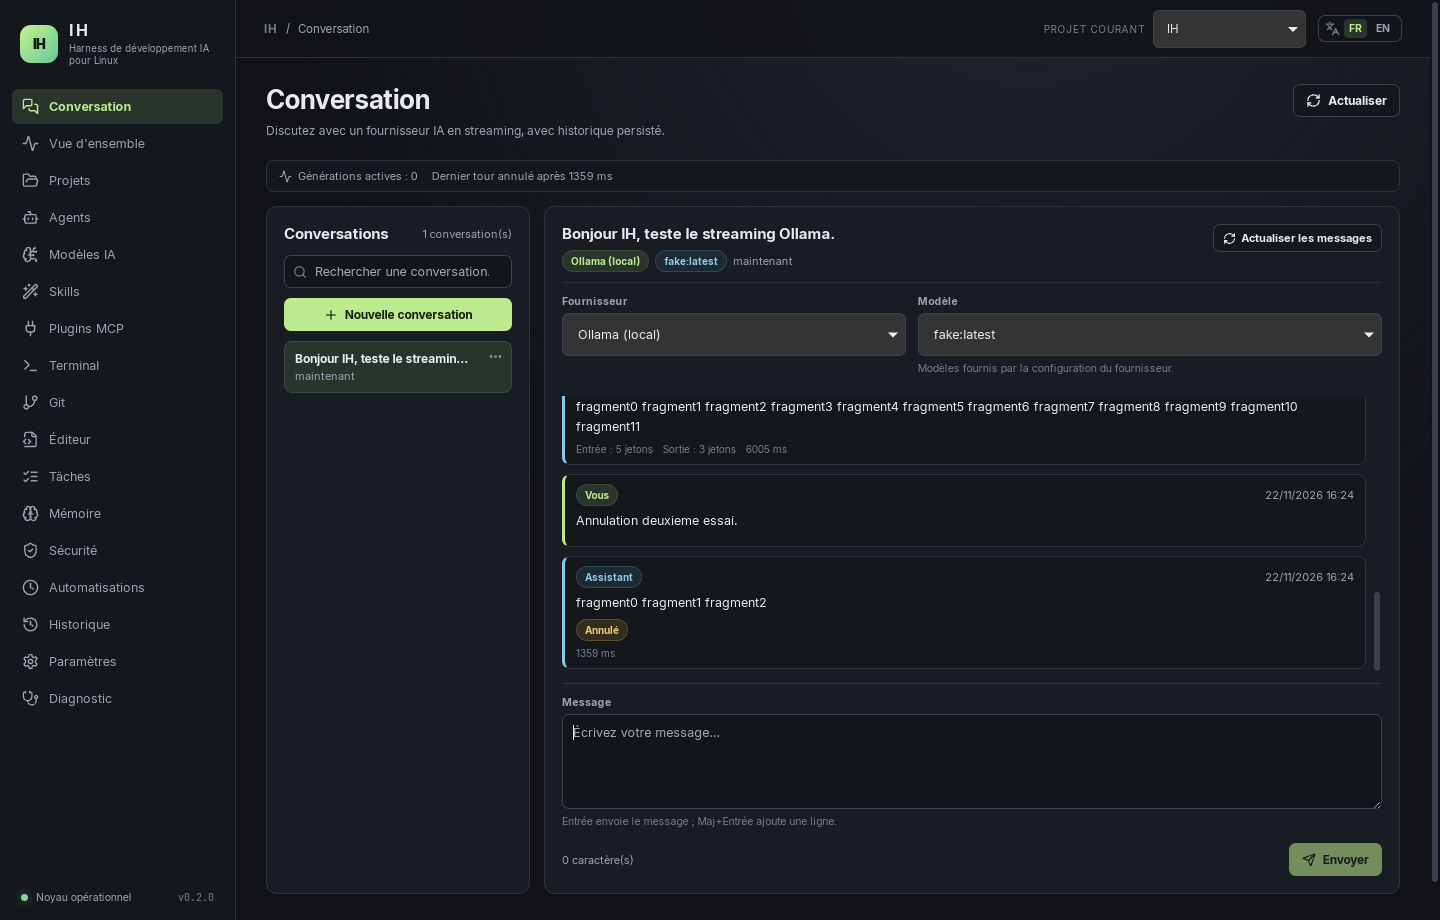 IH
IH
Harness de développement IA
pour Linux
Conversation
Vue d'ensemble
Projets
Agents
Modèles IA
Skills
Plugins MCP
Terminal
Git
Éditeur
Tâches
Mémoire
Sécurité
Automatisations
Historique
Paramètres
Diagnostic
Noyau opérationnel
v0.2.0
IH / Conversation
PROJET COURANT
IH
FR
EN
Conversation
Discutez avec un fournisseur IA en streaming, avec historique persisté.
Actualiser
Générations actives : 0 Dernier tour annulé après 1359 ms
Conversations
1 conversation(s)
Rechercher une conversation.
Nouvelle conversation
Bonjour IH, teste le streamin...
maintenant
Bonjour IH, teste le streaming Ollama.
Ollama (local)
fake:latest
maintenant
Actualiser les messages
Fournisseur
Ollama (local)
Modèle
fake:latest
Modèles fournis par la configuration du fournisseur.
fragment0 fragment1 fragment2 fragment3 fragment4 fragment5 fragment6 fragment7 fragment8 fragment9 fragment10
fragment11
Entrée : 5 jetons Sortie : 3 jetons 6005 ms
Vous
22/11/2026 16:24
Annulation deuxieme essai.
Assistant
22/11/2026 16:24
fragment0 fragment1 fragment2
Annulé
1359 ms
Message
Écrivez votre message...
Entrée envoie le message ; Maj+Entrée ajoute une ligne.
0 caractère(s)
Envoyer